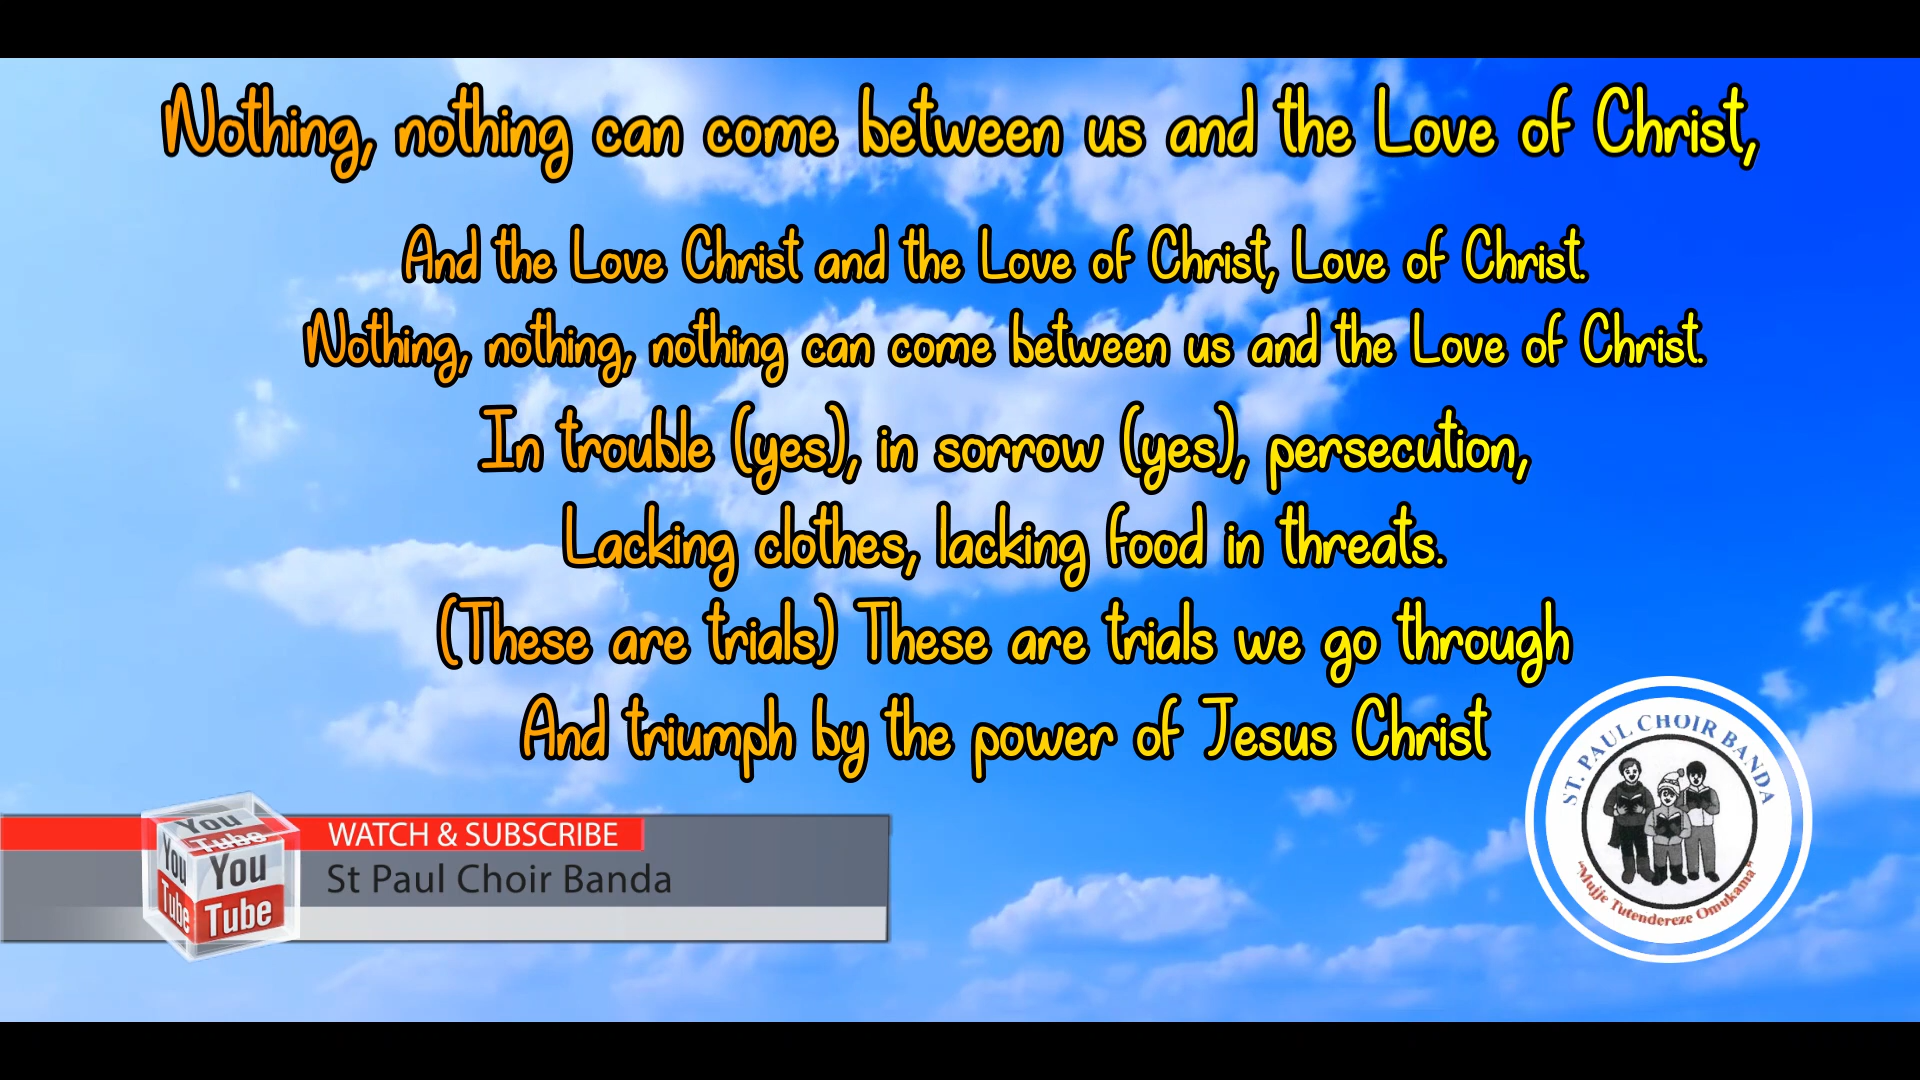 Nothing, nothing can come between us and the Love of Christ,
And the Love Christ and the Love of Christ, Love of Christ.
Nothing, nothing, nothing can come between us and the Love of Christ.
In trouble (yes), in sorrow (yes), persecution,
Lacking clothes, lacking food in threats.
(These are trials) These are trials we go through
And triumph by the power of Jesus Christ
ST. PAUL CHOIR BANDA
"Mujje Tutendereze Omukama"
You Tube
You Tube
You Tube
WATCH & SUBSCRIBE
St Paul Choir Banda